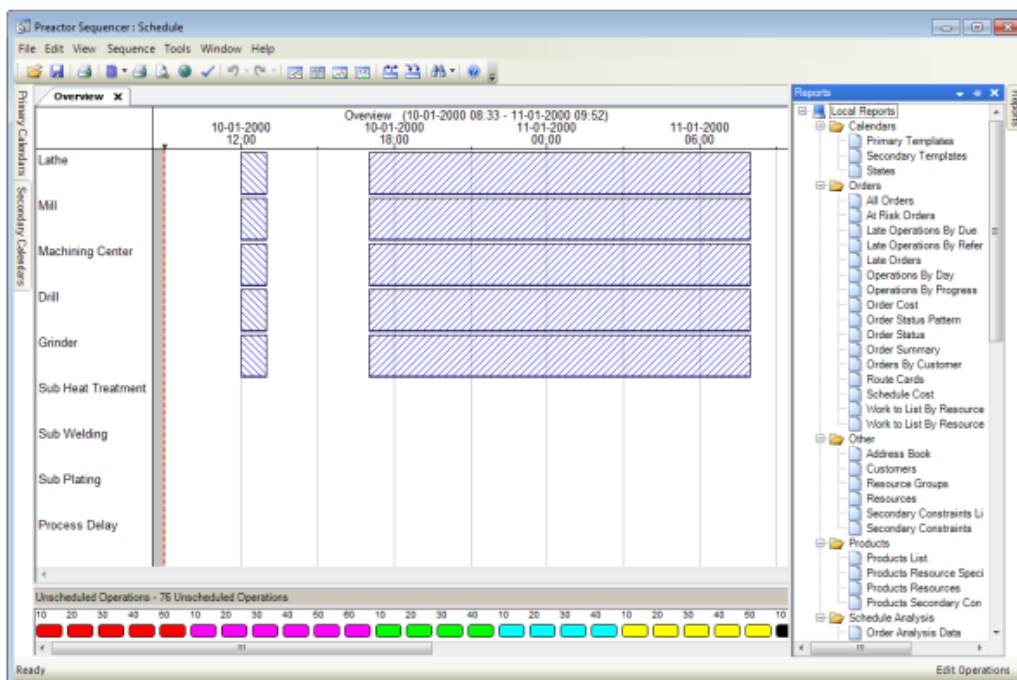 Preactor Sequencer : Schedule
File Edit View Sequence Tools Window Help
Primary Calendars
Secondary Calendars
Overview X
Overview (10-01-2000 08:33 - 11-01-2000 09:52)
10-01-2000 10-01-2000 11-01-2000 11-01-2000
12:00 18:00 00:00 06:00
Lathe
Mill
Machining Center
Drill
Grinder
Sub Heat Treatment
Sub Welding
Sub Plating
Process Delay
Unscheduled Operations - 76 Unscheduled Operations
10 20 30 40 50 10 20 30 40 50 60 10 20 30 40 10 20 30 40 10 20 30 40 50 10
Reports
Reports
Local Reports
Calendars
Primary Templates
Secondary Templates
States
Orders
All Orders
At Risk Orders
Late Operations By Due
Late Operations By Refer
Late Orders
Operations By Day
Operations By Progress
Order Cost
Order Status Pattern
Order Status
Order Summary
Orders By Customer
Route Cards
Schedule Cost
Work to List By Resource
Work to List By Resource
Other
Address Book
Customers
Resource Groups
Resources
Secondary Constraints Li
Secondary Constraints
Products
Products List
Products Resource Speci
Products Resources
Products Secondary Con
Schedule Analysis
Order Analysis Data
Ready
Edit Operations